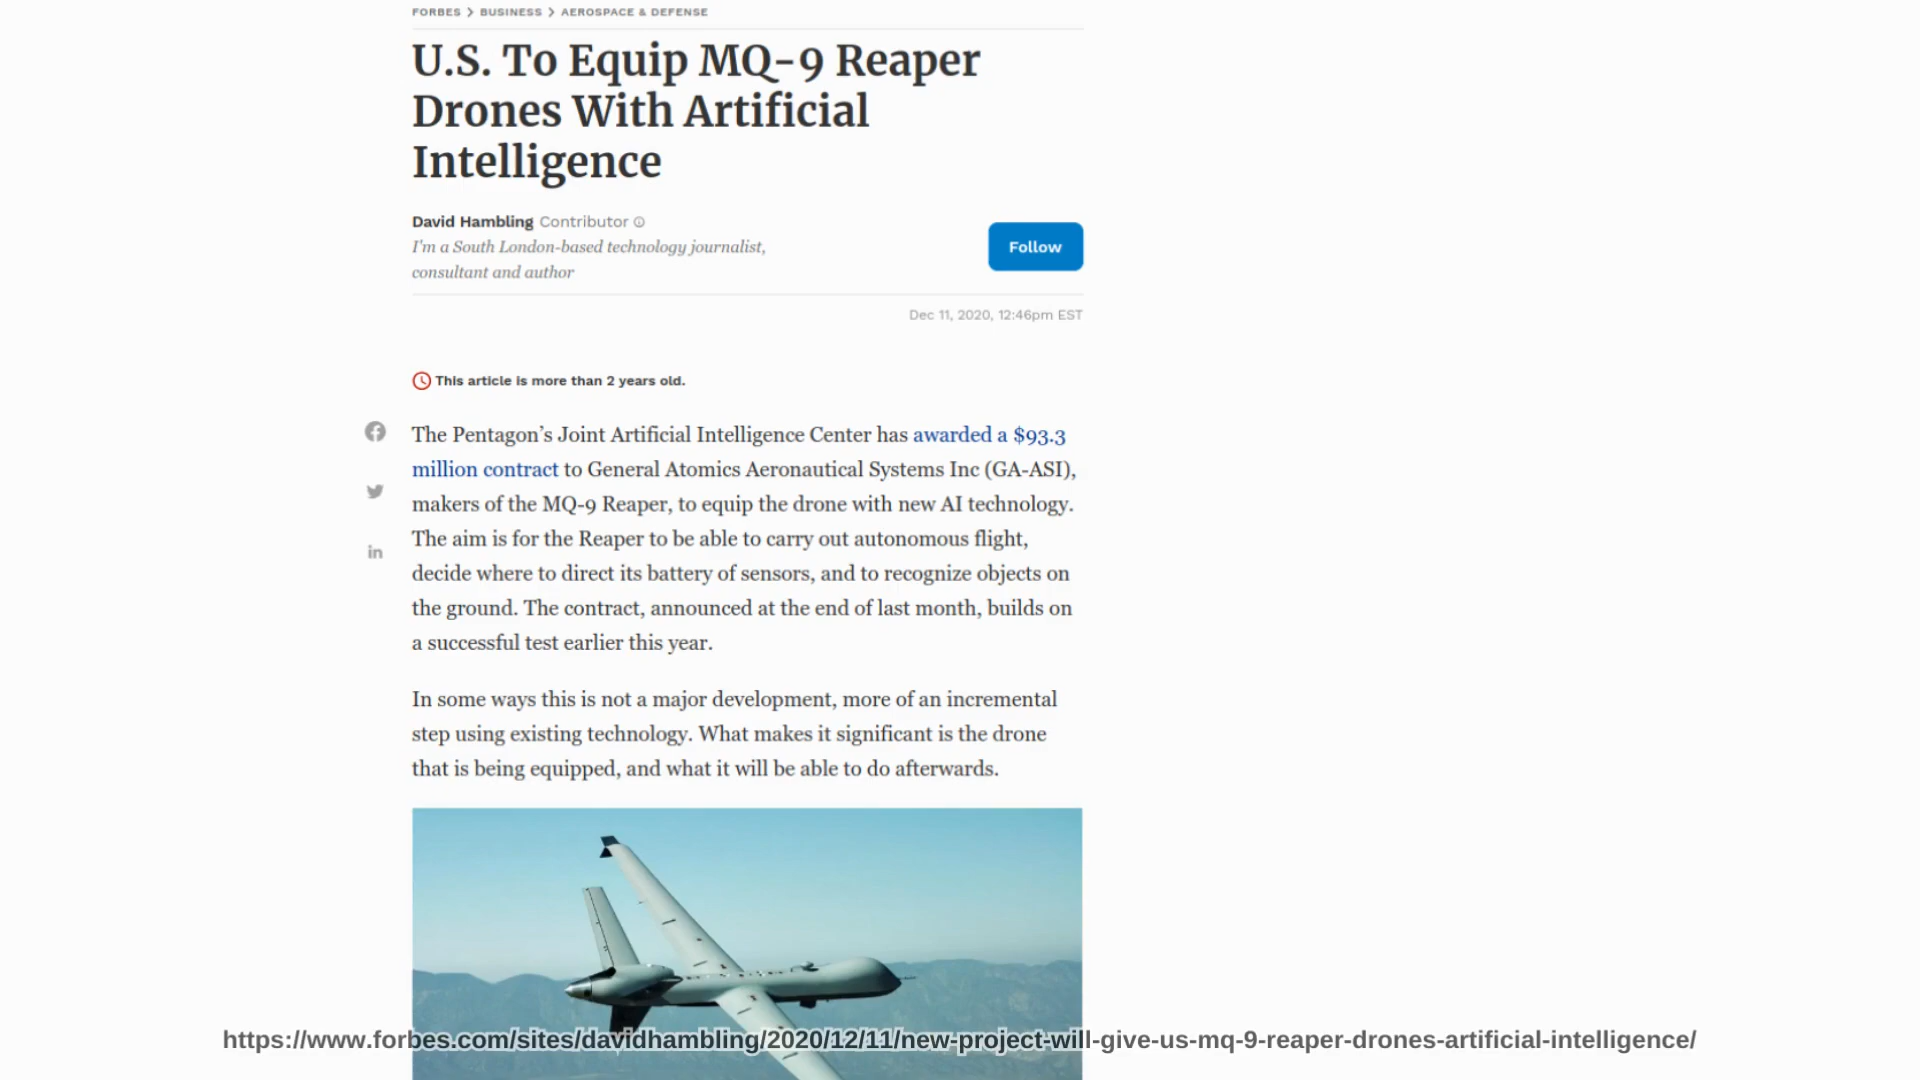 FORBES > BUSINESS > AEROSPACE & DEFENSE
U.S. To Equip MQ-9 Reaper
Drones With Artificial
Intelligence
David Hambling Contributor
I'm a South London-based technology journalist,
consultant and author
Follow
Dec 11, 2020, 12:46pm EST
This article is more than 2 years old.
The Pentagon’s Joint Artificial Intelligence Center has awarded a $93.3
million contract to General Atomics Aeronautical Systems Inc (GA-ASI),
makers of the MQ-9 Reaper, to equip the drone with new AI technology.
The aim is for the Reaper to be able to carry out autonomous flight,
decide where to direct its battery of sensors, and to recognize objects on
the ground. The contract, announced at the end of last month, builds on
a successful test earlier this year.
In some ways this is not a major development, more of an incremental
step using existing technology. What makes it significant is the drone
that is being equipped, and what it will be able to do afterwards.
https://www.forbes.com/sites/davidhambling/2020/12/11/new-project-will-give-us-mq-9-reaper-drones-artificial-intelligence/